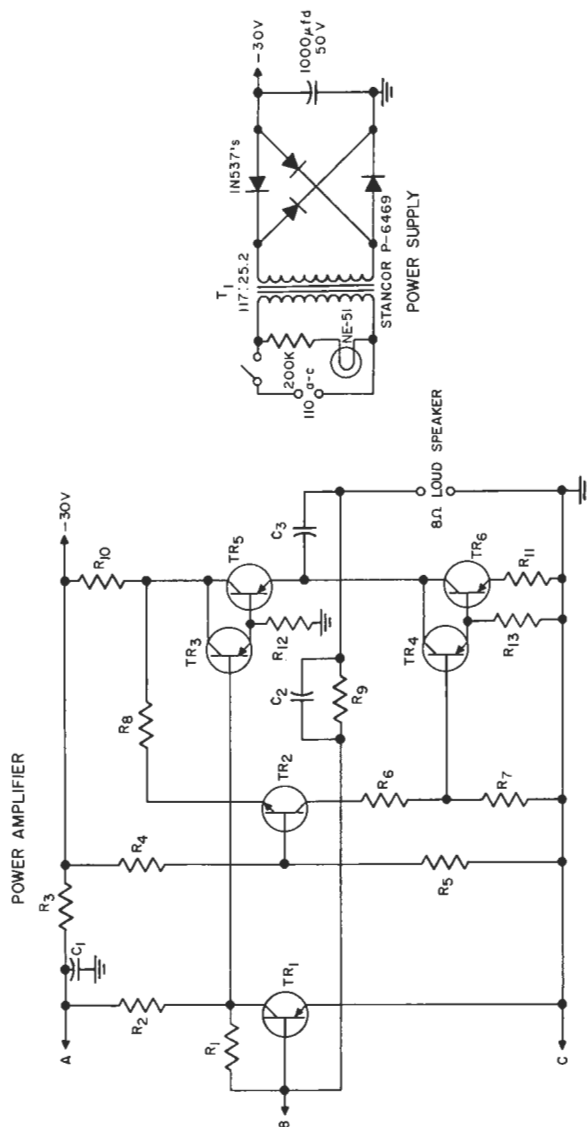 POWER AMPLIFIER
A
C1
R3
-30V
R10
R2
R4
R8
TR3
TR5
R1
TR1
TR2
C2
R9
R12
C3
B
R6
TR4
TR6
R5
R7
R13
R11
8Ω LOUD SPEAKER
C
T1
117:25.2
1N537's
-30V
1000μfd
50V
200K
110 a-c
NE-51
STANCOR P-6469
POWER SUPPLY